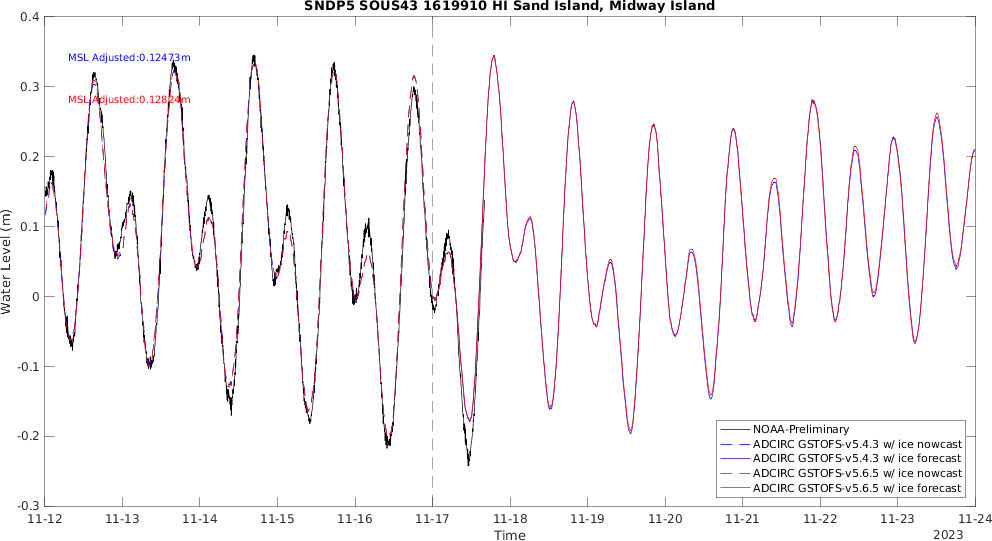 SNDP5 SOUS43 1619910 HI Sand Island, Midway Island
0.4
0.3
0.2
0.1
0
-0.1
-0.2
-0.3
Water Level (m)
MSL Adjusted:0.12473m
MSL Adjusted:0.12824m
NOAA-Preliminary
ADCIRC GSTOFS-v5.4.3 w/ ice nowcast
ADCIRC GSTOFS-v5.4.3 w/ ice forecast
ADCIRC GSTOFS-v5.6.5 w/ ice nowcast
ADCIRC GSTOFS-v5.6.5 w/ ice forecast
11-12 11-13 11-14 11-15 11-16 11-17 11-18 11-19 11-20 11-21 11-22 11-23 11-24
Time
2023